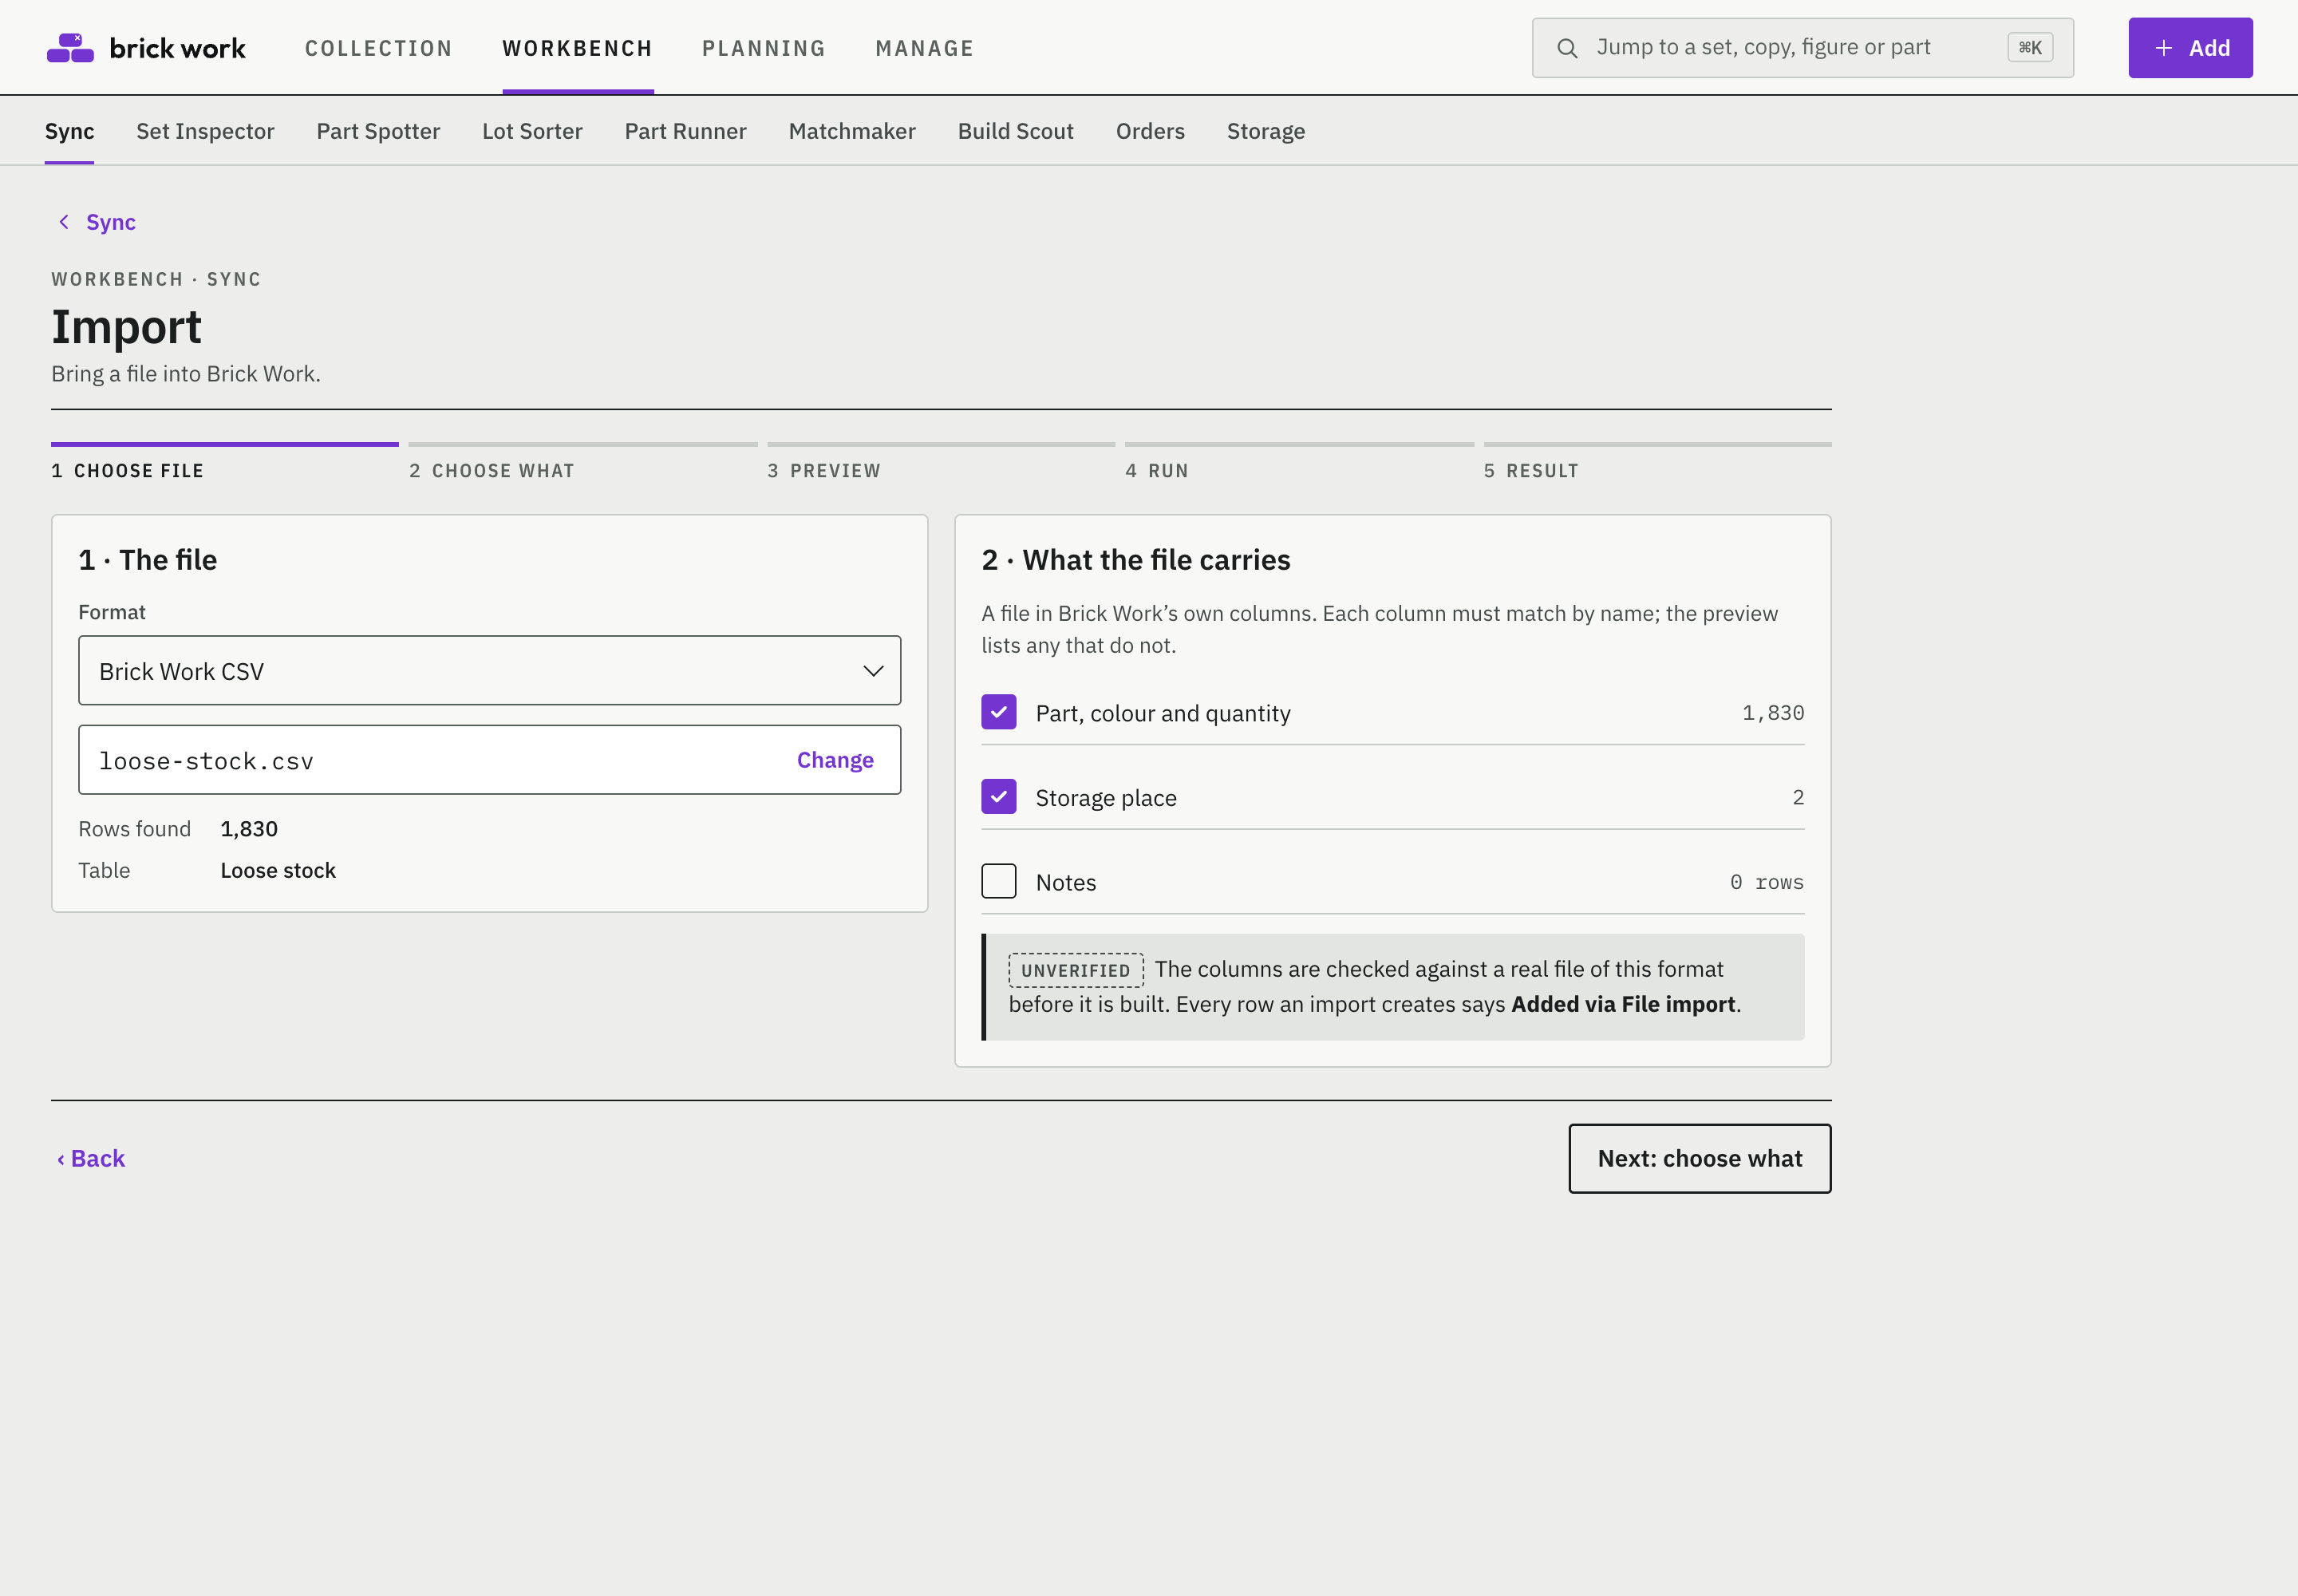 brick work
COLLECTION
WORKBENCH
PLANNING
MANAGE
Jump to a set, copy, figure or part
⌘K
+ Add
Sync
Set Inspector
Part Spotter
Lot Sorter
Part Runner
Matchmaker
Build Scout
Orders
Storage
‹ Sync
WORKBENCH · SYNC
Import
Bring a file into Brick Work.
1 CHOOSE FILE
2 CHOOSE WHAT
3 PREVIEW
4 RUN
5 RESULT
1 · The file
Format
Brick Work CSV
loose-stock.csv
Change
Rows found 1,830
Table Loose stock
2 · What the file carries
A file in Brick Work’s own columns. Each column must match by name; the preview
lists any that do not.
Part, colour and quantity 1,830
Storage place 2
Notes 0 rows
UNVERIFIED The columns are checked against a real file of this format
before it is built. Every row an import creates says Added via File import.
‹ Back
Next: choose what